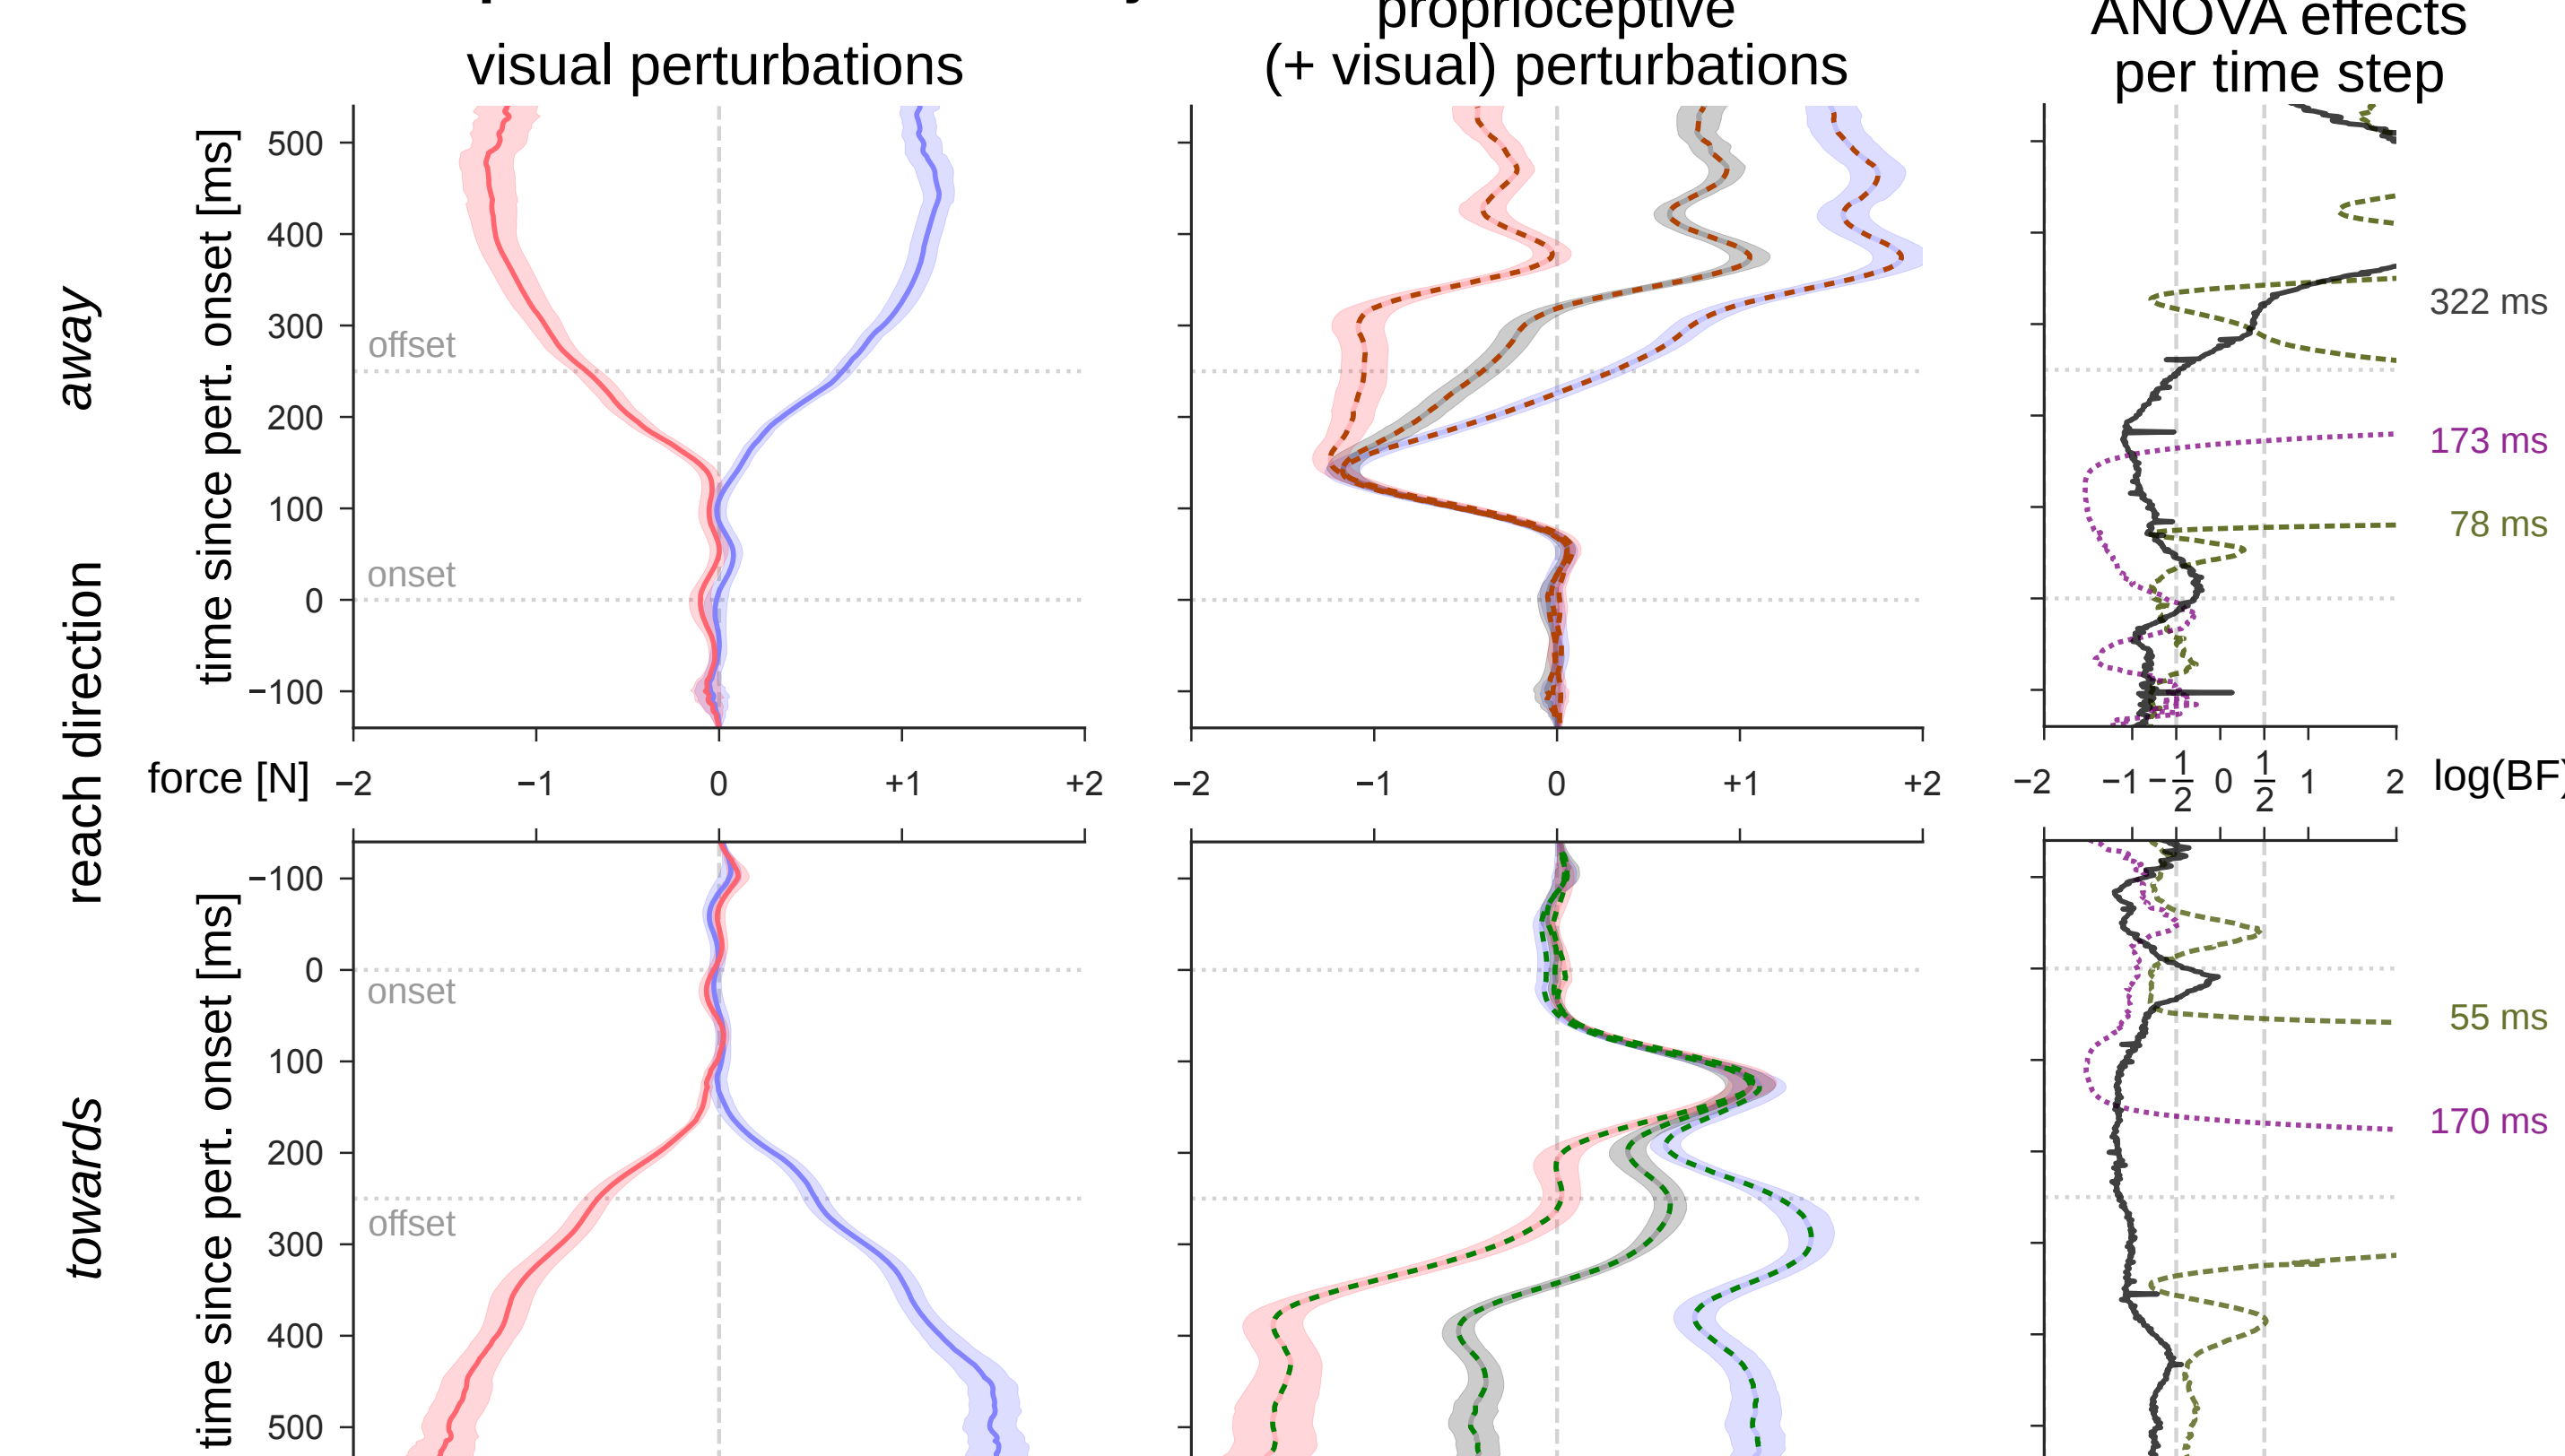 proprioceptive
ANOVA effects
visual perturbations
(+ visual) perturbations
per time step
reach direction
away
time since pert. onset [ms]
500
400
300
200
100
0
−100
offset
onset
322 ms
173 ms
78 ms
force [N]
−2 −1 0 +1 +2
−2 −1 0 +1 +2
−2 −1 −1/2 0 1/2 1 2
log(BF)
towards
time since pert. onset [ms]
−100
0
100
200
300
400
500
onset
offset
55 ms
170 ms